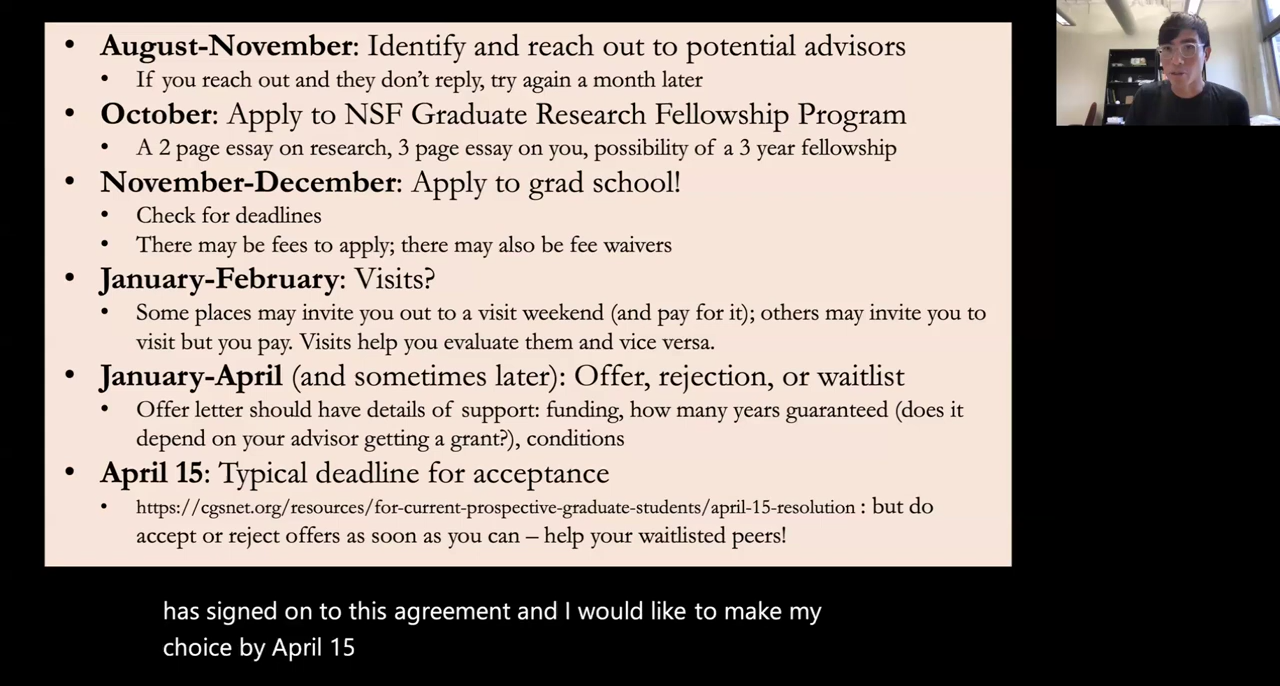 • August-November: Identify and reach out to potential advisors
• If you reach out and they don't reply, try again a month later
• October: Apply to NSF Graduate Research Fellowship Program
• A 2 page essay on research, 3 page essay on you, possibility of a 3 year fellowship
• November-December: Apply to grad school!
• Check for deadlines
• There may be fees to apply; there may also be fee waivers
• January-February: Visits?
• Some places may invite you out to a visit weekend (and pay for it); others may invite you to
visit but you pay. Visits help you evaluate them and vice versa.
• January-April (and sometimes later): Offer, rejection, or waitlist
• Offer letter should have details of support: funding, how many years guaranteed (does it
depend on your advisor getting a grant?), conditions
• April 15: Typical deadline for acceptance
• https://cgsnet.org/resources/for-current-prospective-graduate-students/april-15-resolution : but do
accept or reject offers as soon as you can – help your waitlisted peers!
has signed on to this agreement and I would like to make my
choice by April 15